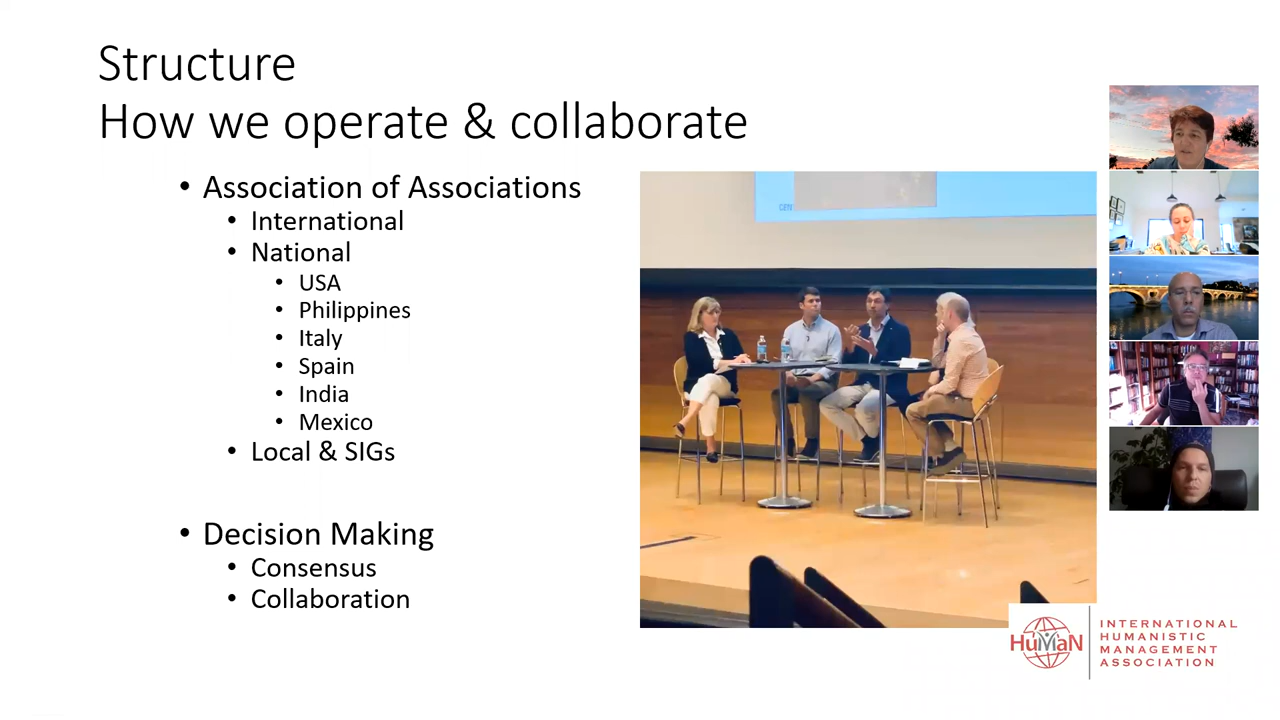 Structure
How we operate & collaborate
• Association of Associations
• International
• National
• USA
• Philippines
• Italy
• Spain
• India
• Mexico
• Local & SIGs
• Decision Making
• Consensus
• Collaboration
HuMaN
INTERNATIONAL
HUMANISTIC
MANAGEMENT
ASSOCIATION